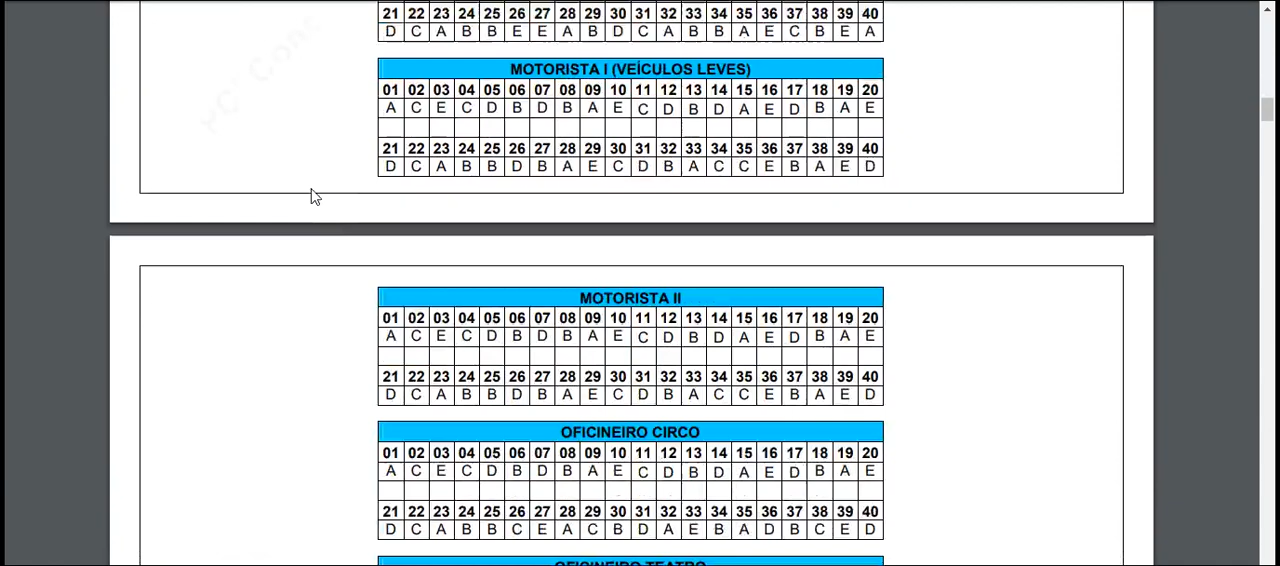 21 22 23 24 25 26 27 28 29 30 31 32 33 34 35 36 37 38 39 40
D C A B B E E A B D C A B B A E C B E A
MOTORISTA I (VEÍCULOS LEVES)
01 02 03 04 05 06 07 08 09 10 11 12 13 14 15 16 17 18 19 20
A C E C D B D B A E C D B D A E D B A E
21 22 23 24 25 26 27 28 29 30 31 32 33 34 35 36 37 38 39 40
D C A B B D B A E C D B A C C E B A E D
MOTORISTA II
01 02 03 04 05 06 07 08 09 10 11 12 13 14 15 16 17 18 19 20
A C E C D B D B A E C D B D A E D B A E
21 22 23 24 25 26 27 28 29 30 31 32 33 34 35 36 37 38 39 40
D C A B B D B A E C D B A C C E B A E D
OFICINEIRO CIRCO
01 02 03 04 05 06 07 08 09 10 11 12 13 14 15 16 17 18 19 20
A C E C D B D B A E C D B D A E D B A E
21 22 23 24 25 26 27 28 29 30 31 32 33 34 35 36 37 38 39 40
D C A B B C E A C B D A E B A D B C E D
OFICINEIRO TEATRO